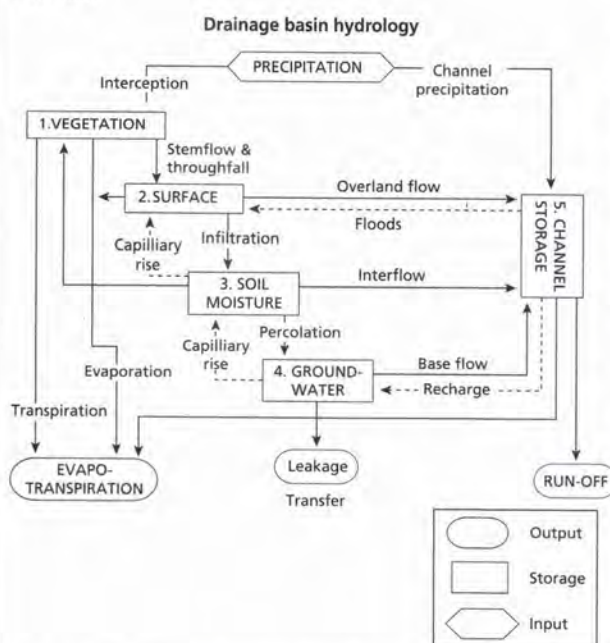 Drainage basin hydrology
PRECIPITATION
Interception
Channel
precipitation
1.VEGETATION
Stemflow &
throughfall
2.SURFACE
Overland flow
Floods
Capilliary
rise
Infiltration
5. CHANNEL
STORAGE
3. SOIL
MOISTURE
Interflow
Capilliary
rise
Percolation
4. GROUND-
WATER
Base flow
Recharge
Evaporation
Transpiration
EVAPO-
TRANSPIRATION
Leakage
Transfer
RUN-OFF
Output
Storage
Input